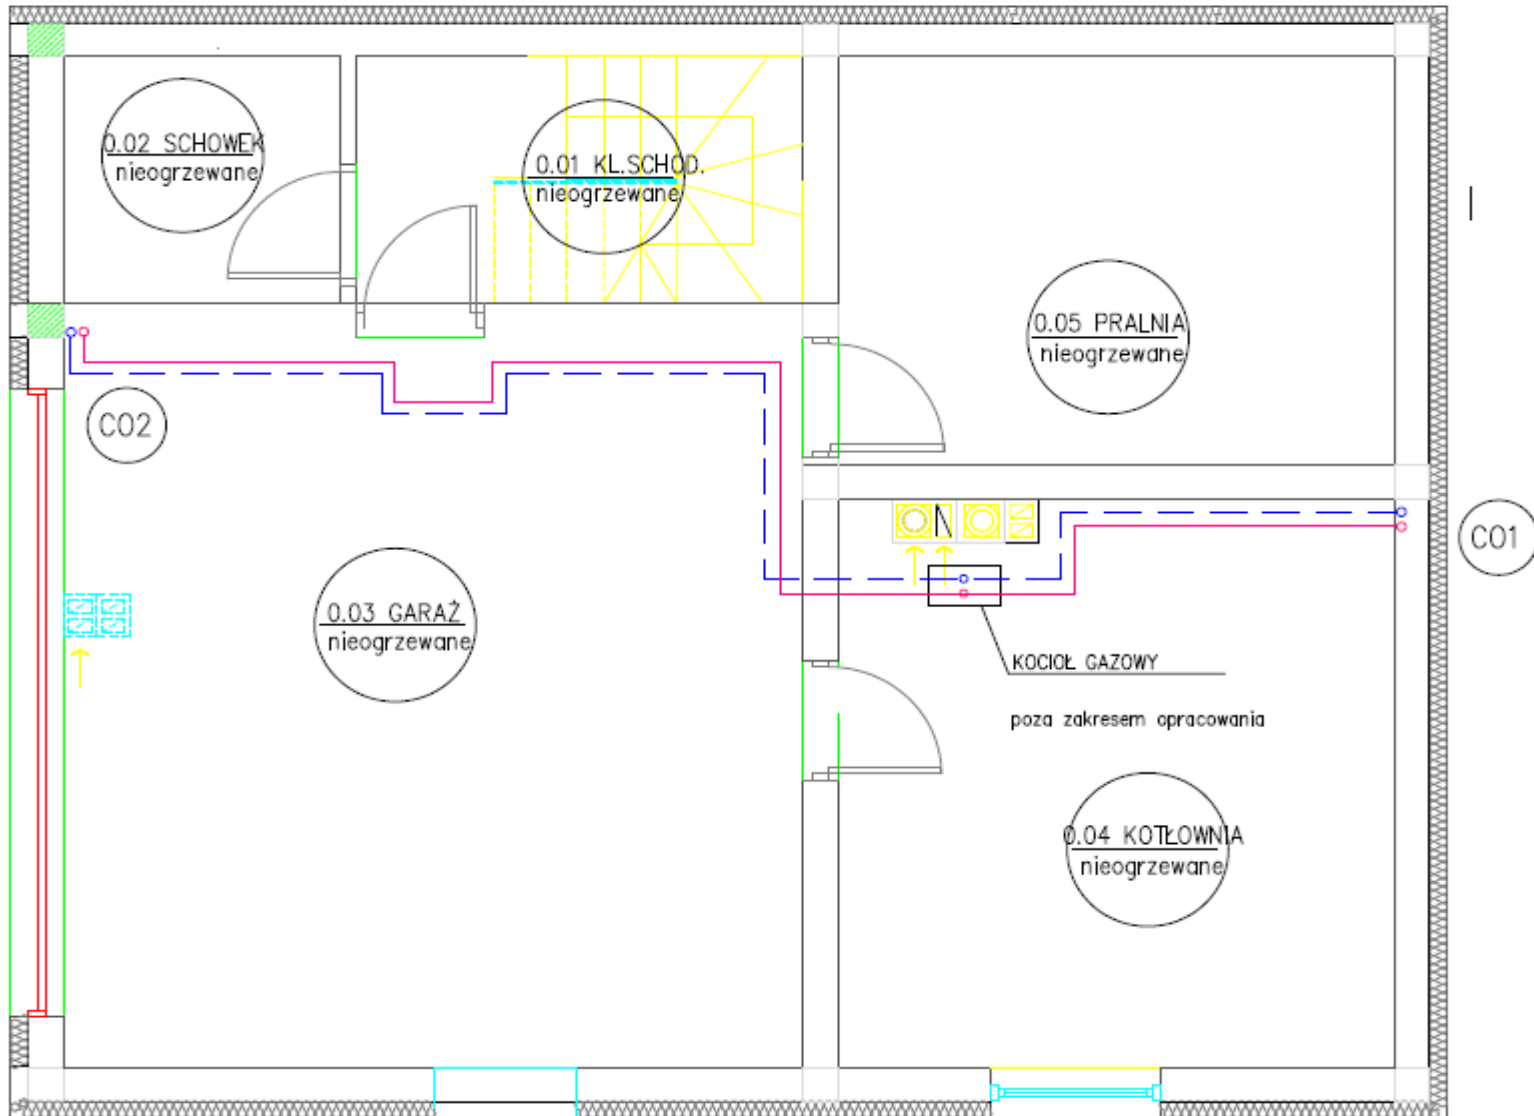 0.02 SCHOWEK
nieogrzewane
0.01 KL.SCHOD.
nieogrzewane
0.05 PRALNIA
nieogrzewane
CO2
CO1
0.03 GARAŻ
nieogrzewane
KOCIOŁ GAZOWY
poza zakresem opracowania
0.04 KOTŁOWNIA
nieogrzewane